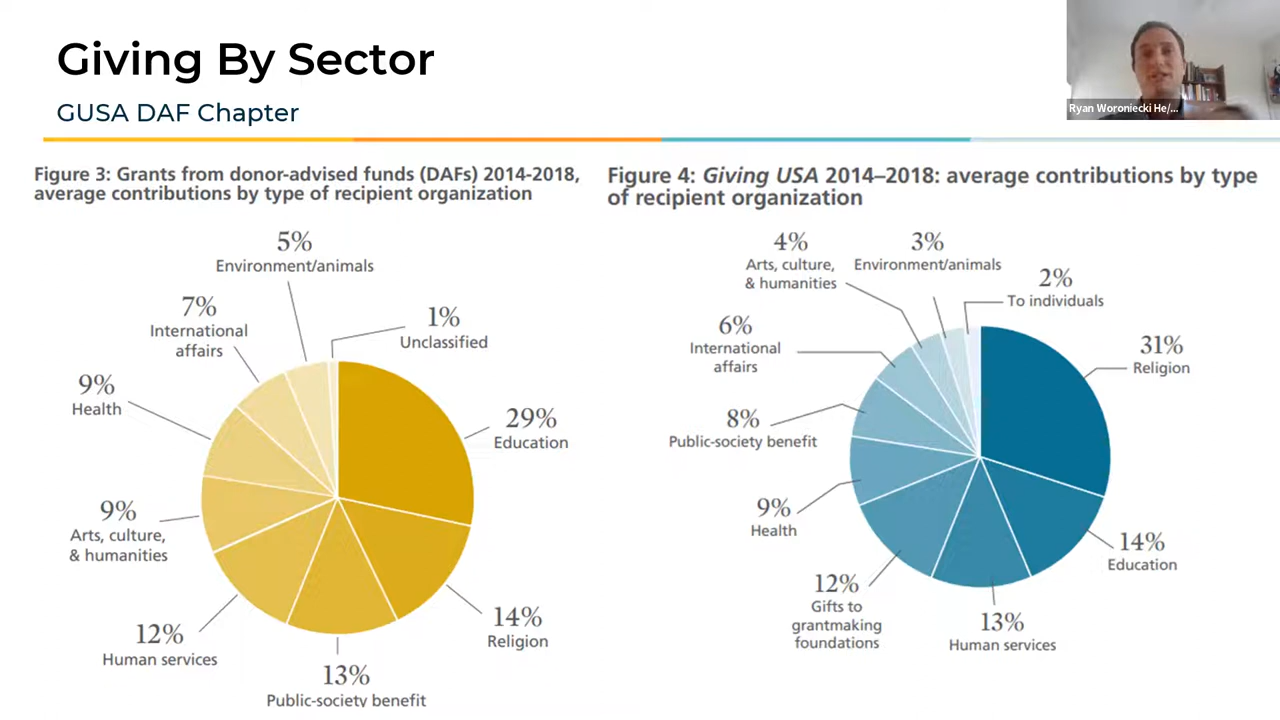 Giving By Sector
GUSA DAF Chapter
Ryan Woroniecki He/...
Figure 3: Grants from donor-advised funds (DAFs) 2014-2018,
average contributions by type of recipient organization
5%
Environment/animals
7%
International
affairs
1%
Unclassified
9%
Health
29%
Education
9%
Arts, culture,
& humanities
14%
Religion
12%
Human services
13%
Public-society benefit
Figure 4: Giving USA 2014–2018: average contributions by type
of recipient organization
4%
Arts, culture,
& humanities
3%
Environment/animals
2%
To individuals
6%
International
affairs
31%
Religion
8%
Public-society benefit
9%
Health
14%
Education
12%
Gifts to
grantmaking
foundations
13%
Human services